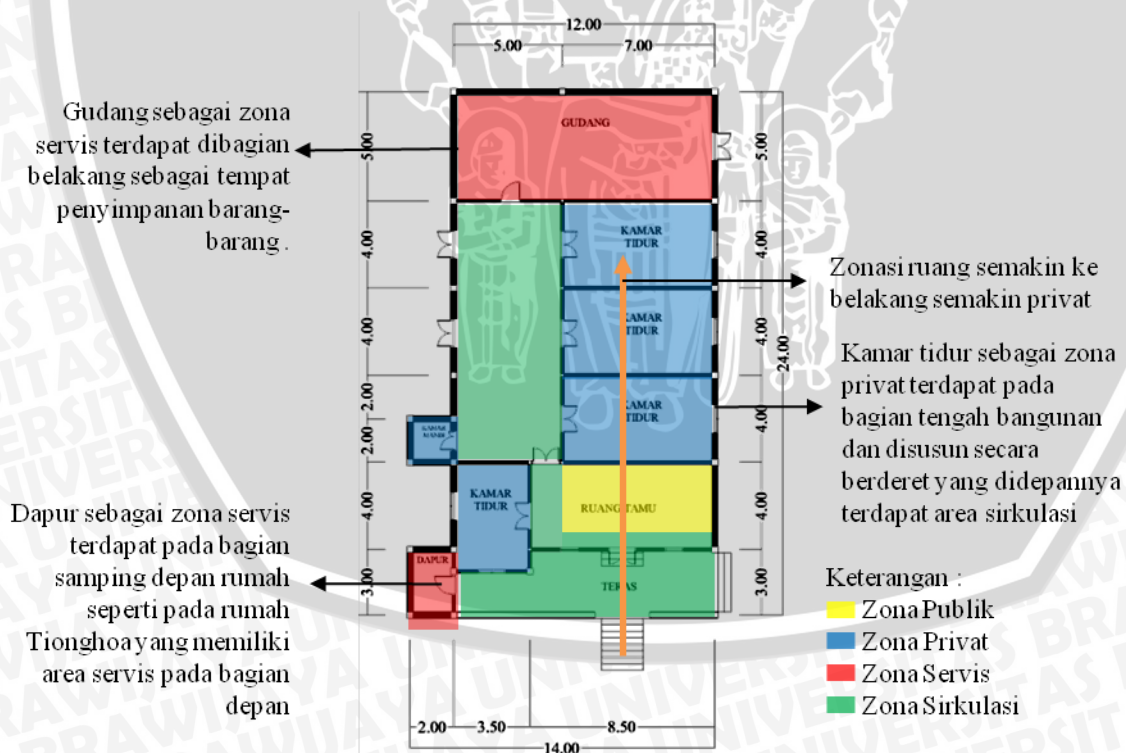 12.00
5.00 7.00
Gudang sebagai zona
servis terdapat dibagian
belakang sebagai tempat
penyimpanan barang-
barang .
5.00
4.00
4.00
2.00
2.00
4.00
3.00
GUDANG
KAMAR
TIDUR
KAMAR
TIDUR
KAMAR
TIDUR
KAMAR
MANDI
KAMAR
TIDUR
RUANG TAMU
DAPUR
TERAS
5.00
4.00
4.00
4.00
4.00
3.00
24.00
Zonasi ruang semakin ke
belakang semakin privat
Kamar tidur sebagai zona
privat terdapat pada
bagian tengah bangunan
dan disusun secara
berderet yang didepannya
terdapat area sirkulasi
Dapur sebagai zona servis
terdapat pada bagian
samping depan rumah
seperti pada rumah
Tionghoa yang memiliki
area servis pada bagian
depan
Keterangan :
Zona Publik
Zona Privat
Zona Servis
Zona Sirkulasi
2.00 3.50 8.50
14.00